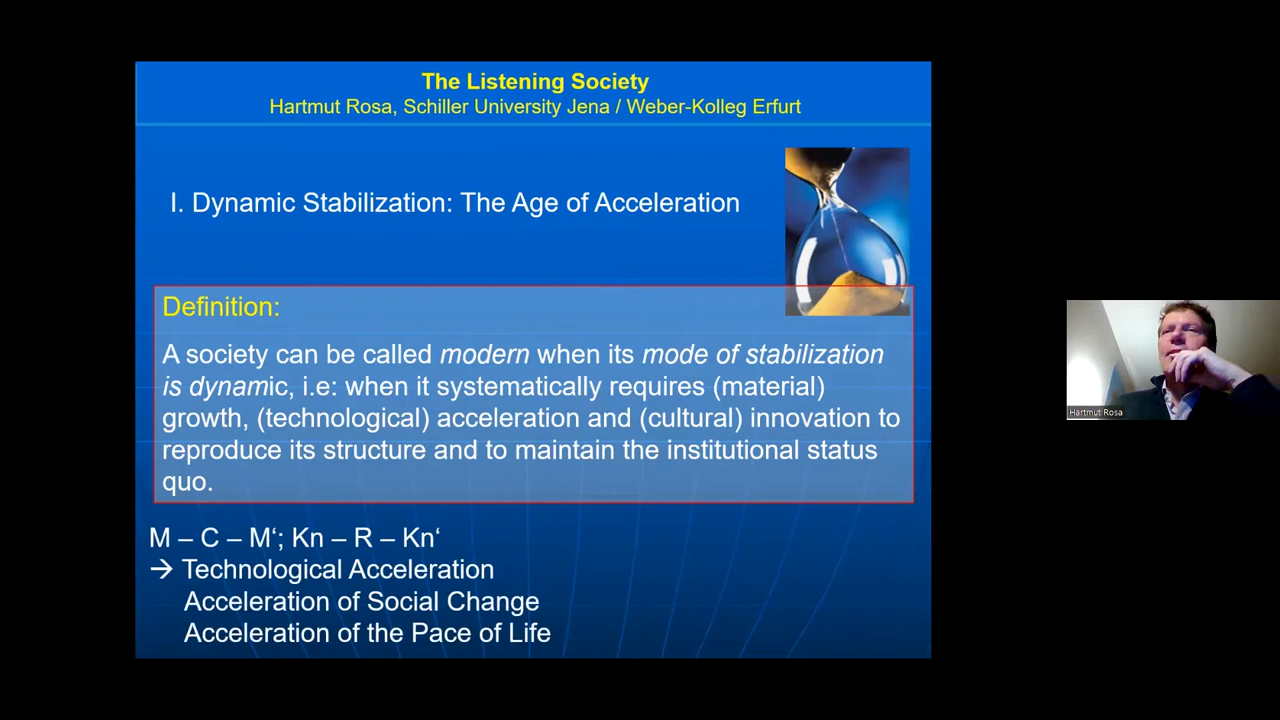 The Listening Society
Hartmut Rosa, Schiller University Jena / Weber-Kolleg Erfurt
I. Dynamic Stabilization: The Age of Acceleration
Definition:
A society can be called modern when its mode of stabilization
is dynamic, i.e: when it systematically requires (material)
growth, (technological) acceleration and (cultural) innovation to
reproduce its structure and to maintain the institutional status
quo.
M – C – M‘; Kn – R – Kn‘
→ Technological Acceleration
Acceleration of Social Change
Acceleration of the Pace of Life
Hartmut Rosa